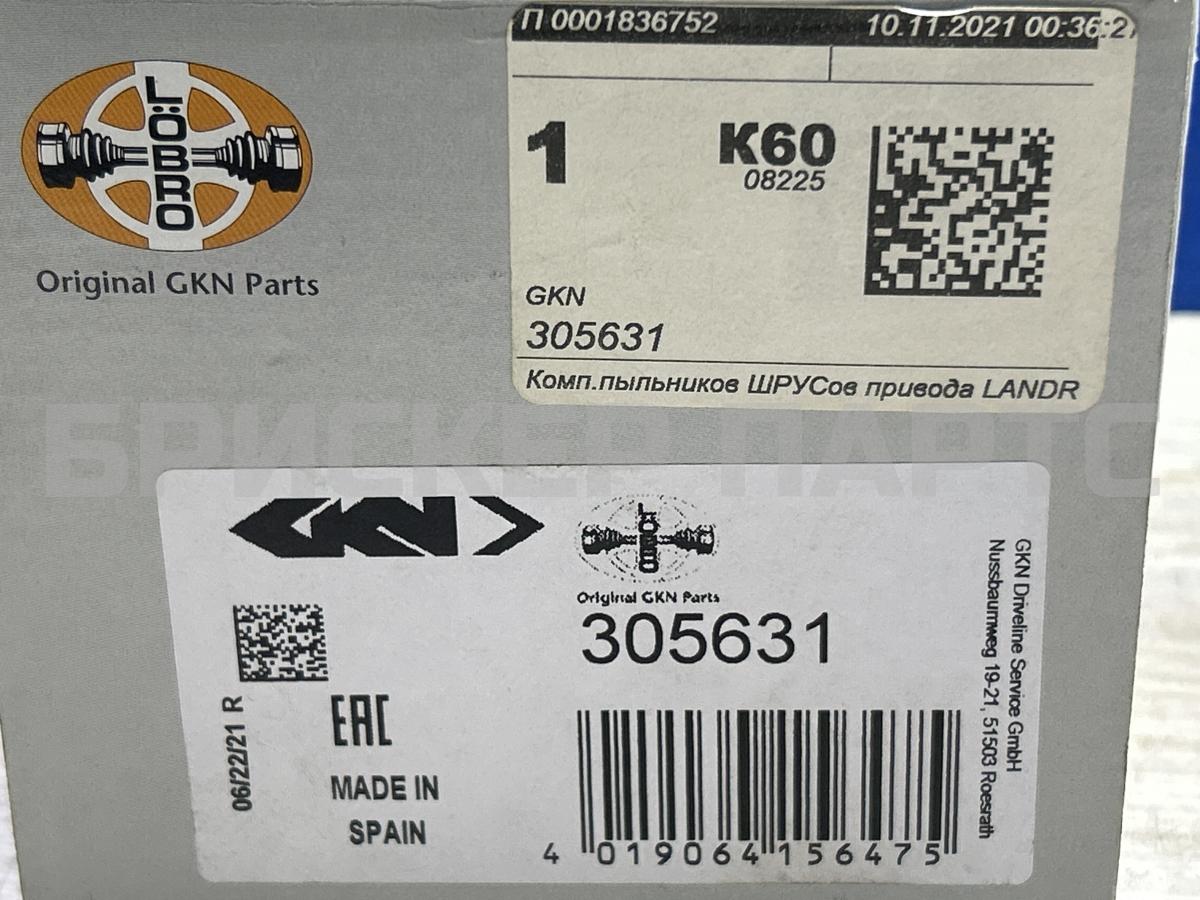 П 0001836752 10.11.2021 00:36:2
LÖBRO
Original GKN Parts
1 K60
08225
GKN
305631
Комп.пыльников ШРУСов привода LANDR
БРИСКЕР ПАРТС
GKN
LÖBRO
Original GKN Parts
305631
GKN Driveline Service GmbH
Nussbaumweg 19-21, 51503 Roesrath
06/22/21 R
EAC
MADE IN
SPAIN
4 019064 156475